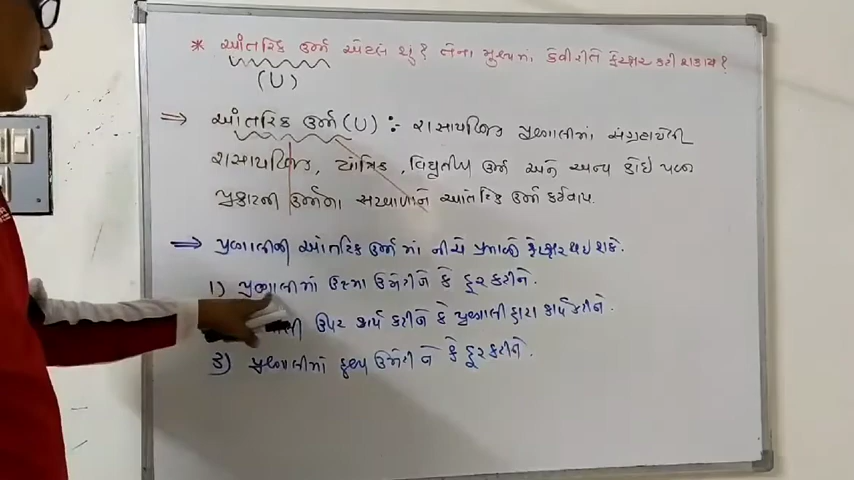 * આંતરિક ઉર્જા એટલે શું? તેના મુલ્યમાં કેવી રીતે ફેરફાર કરી શકાય?
(U)
⇒ આંતરિક ઉર્જા (U) :- રાસાયણિક પ્રણાલીમાં સંગ્રહાયેલી
રાસાયણિક, યાંત્રિક, વિધુતીય ઉર્જા અને અન્ય કોઈ પણ
પ્રકારની ઉર્જાના સરવાળાને આંતરિક ઉર્જા કહેવાય.
⇒ પ્રણાલીની આંતરિક ઉર્જા માં નીચે પ્રમાણે ફેરફાર થઈ શકે.
1) પ્રણાલીમાં ઉષ્મા ઉમેરીને કે દૂર કરીને.
ઉપર કાર્ય કરીને કે પ્રણાલી દ્વારા કાર્ય કરીને.
3) પ્રણાલીમાં દ્રવ્ય ઉમેરી ને કે દૂર કરીને.